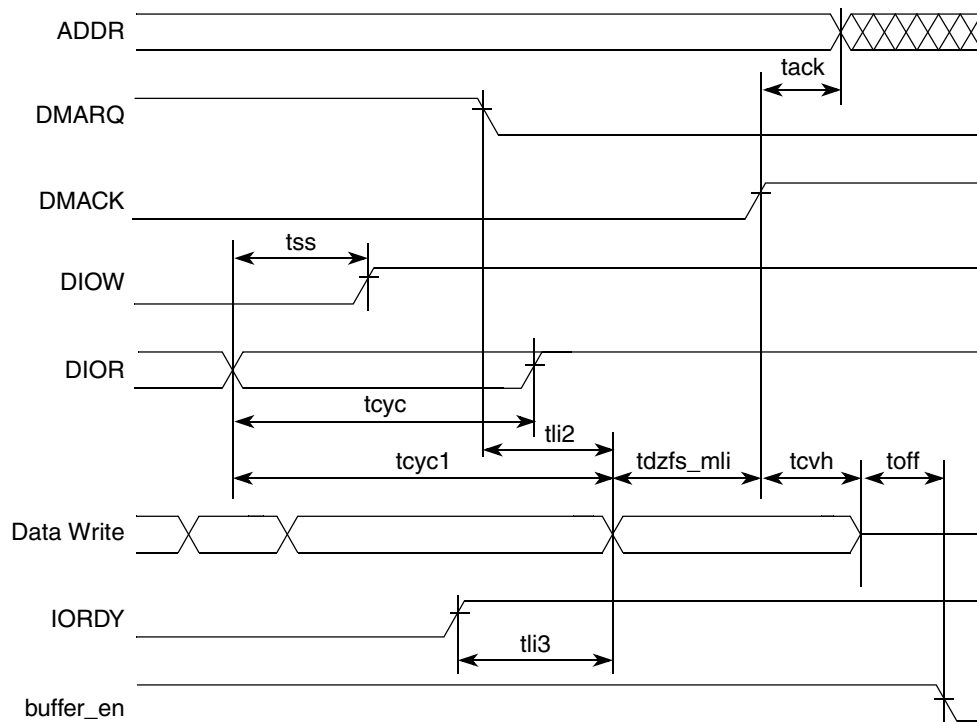 ADDR
tack
DMARQ
DMACK
tss
DIOW
DIOR
tcyc
tli2
tcyc1
tdzfs_mli
tcvh
toff
Data Write
IORDY
tli3
buffer_en